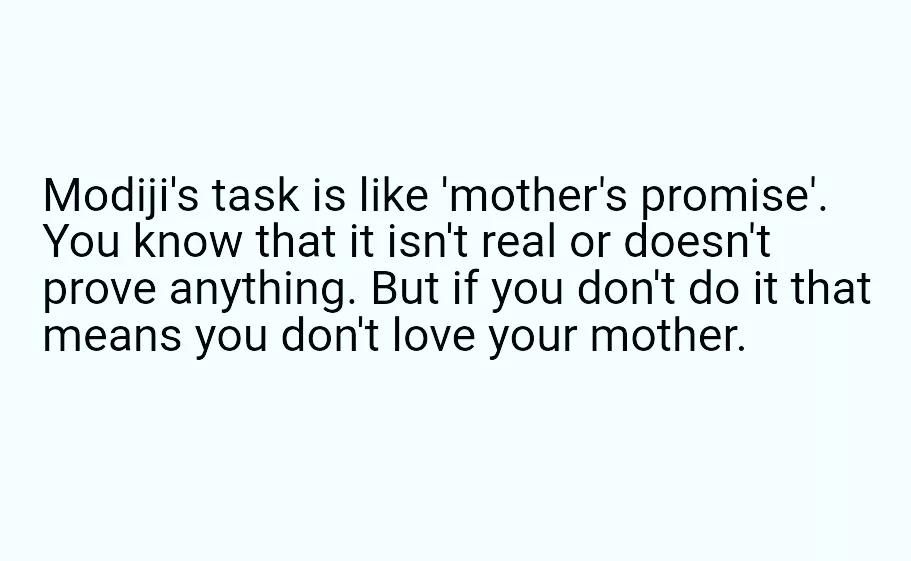 Modiji's task is like 'mother's promise'.
You know that it isn't real or doesn't
prove anything. But if you don't do it that
means you don't love your mother.